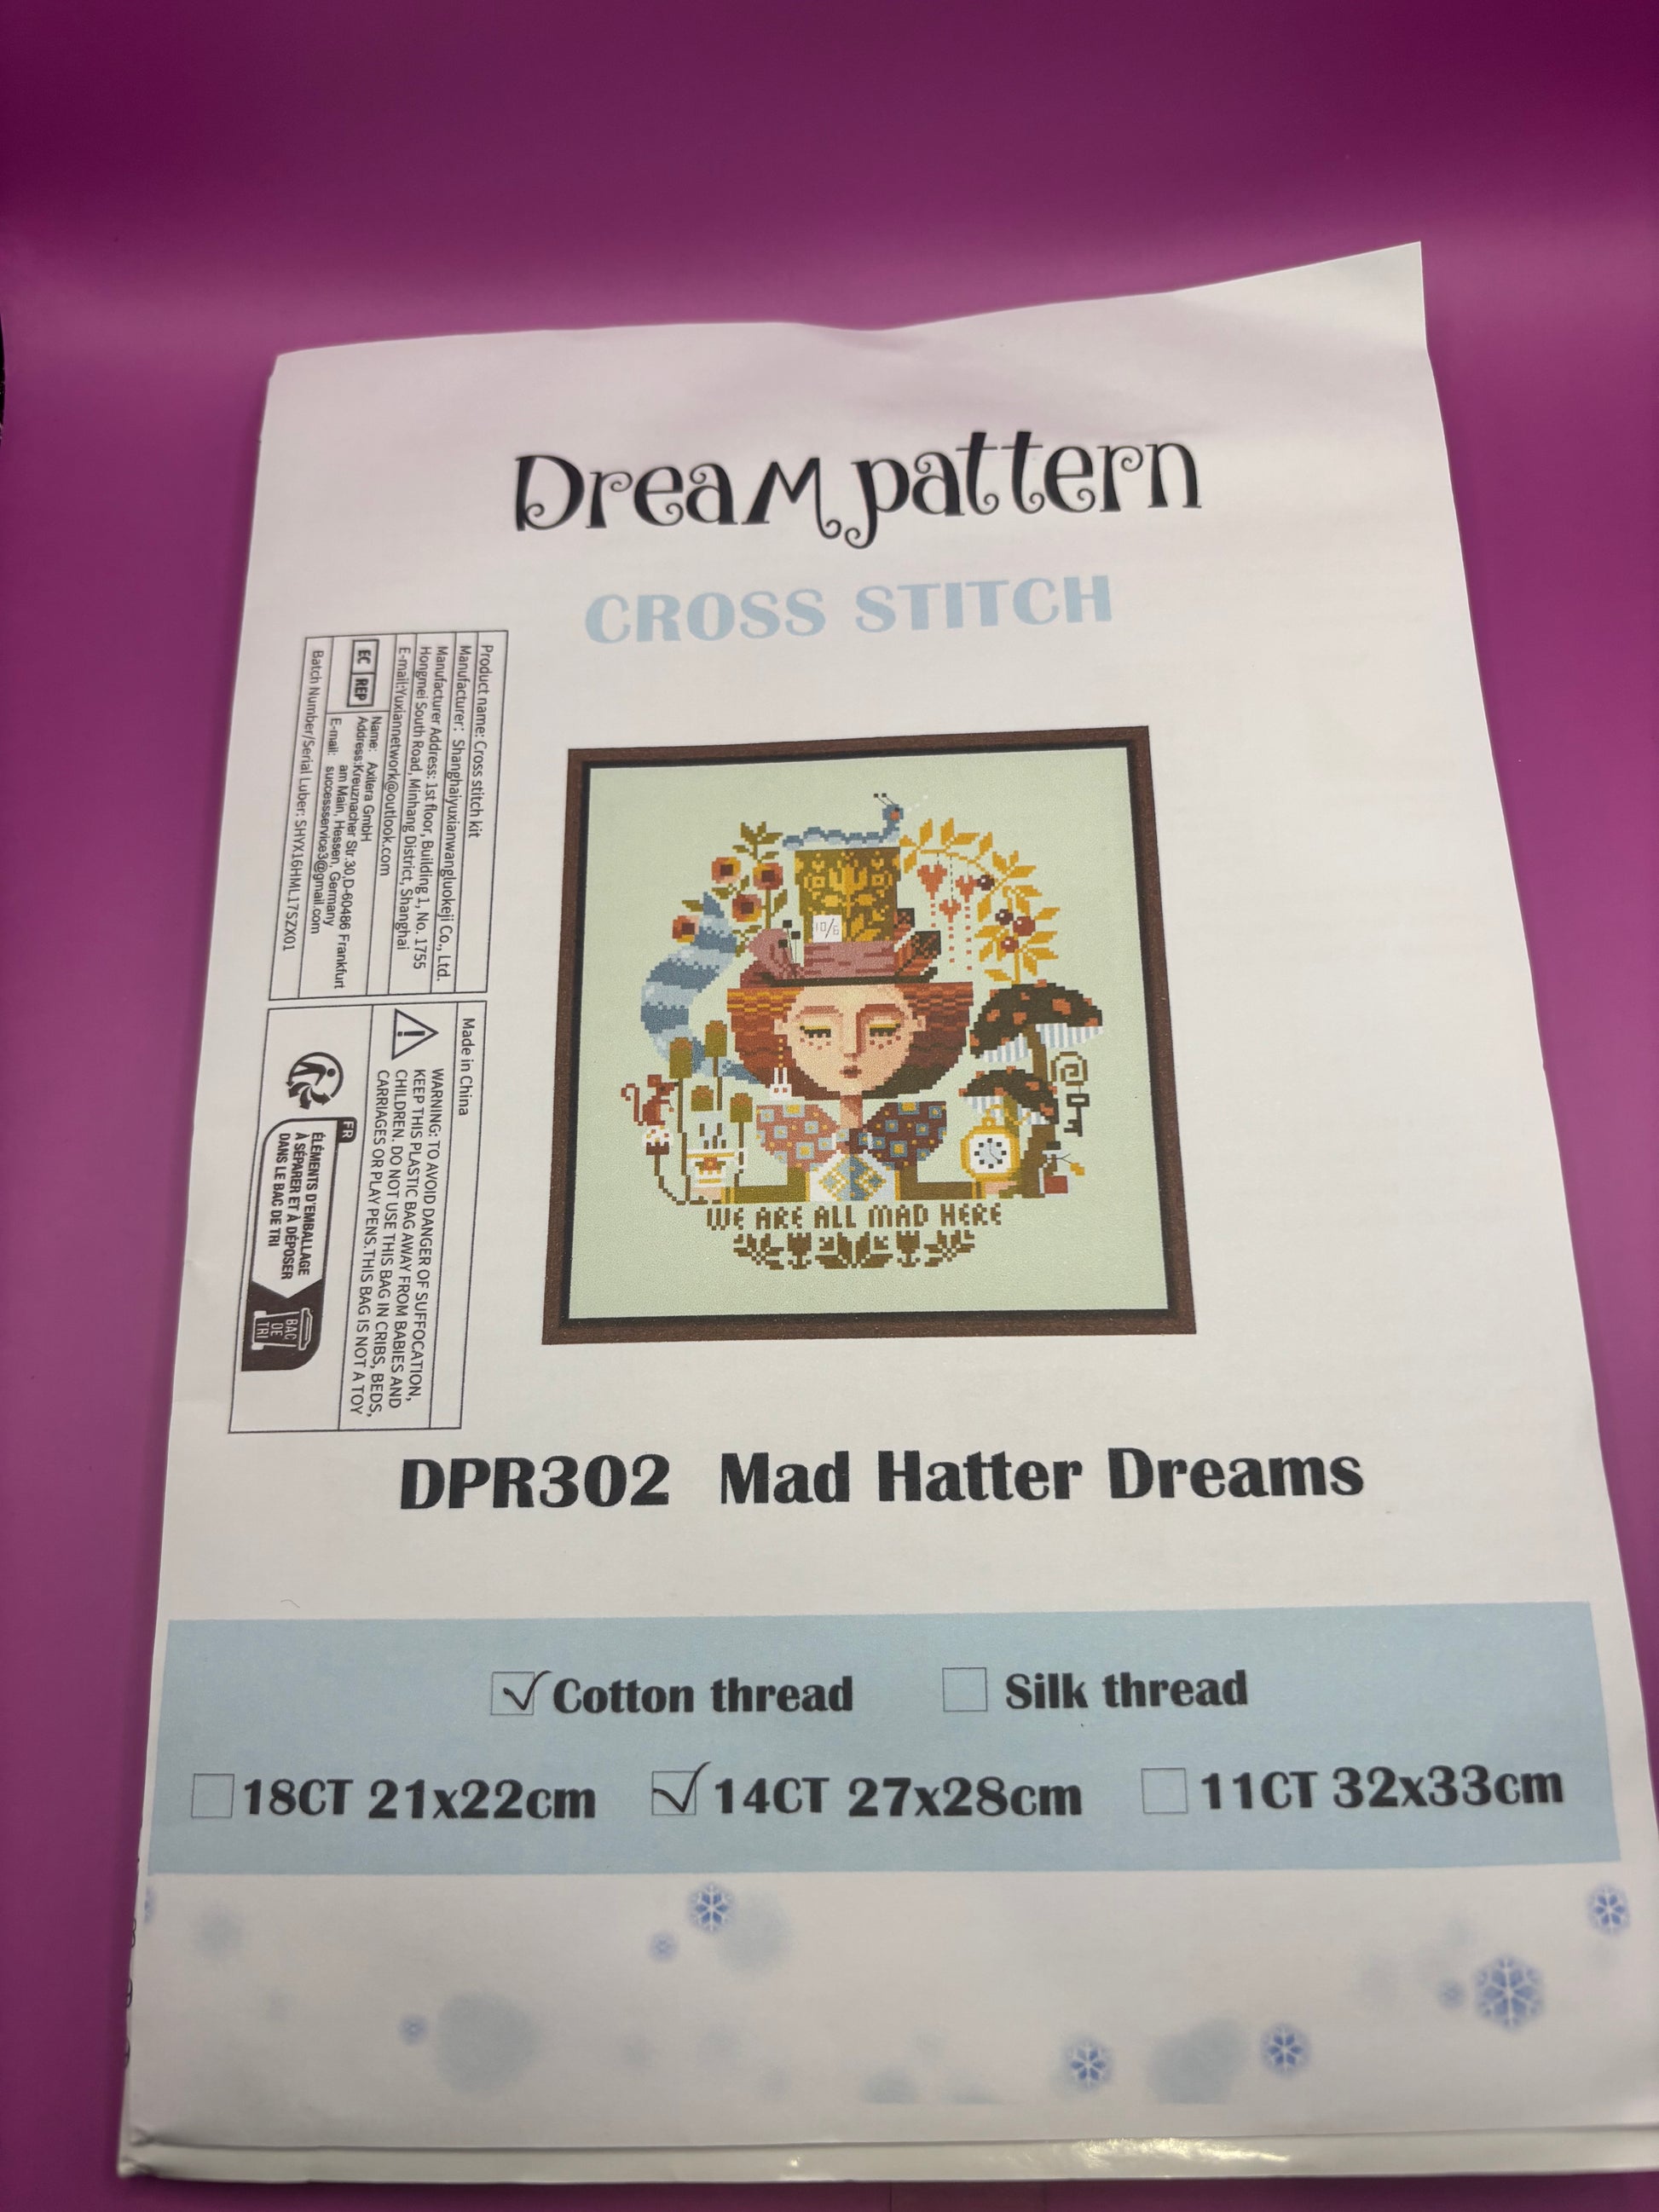 Dream pattern
CROSS STITCH
Product name: Cross stitch kit
Manufacturer: Shanghaiyuxianwangluokeji Co., Ltd.
Manufacturer Address: 1st floor, Building 1, No. 1755
Hongmei South Road, Minhang District, Shanghai
E-mail:Yuxiannetwork@outlook.com
EC REP
Name: Axilera GmbH
Address:Kreuznacher Str.30,D-60486 Frankfurt
am Main, Hessen, Germany
E-mail: successservice3@gmail.com
Batch Number/Serial Luber: SHYX16HML17SZX01
Made in China
WARNING: TO AVOID DANGER OF SUFFOCATION,
KEEP THIS PLASTIC BAG AWAY FROM BABIES AND
CHILDREN. DO NOT USE THIS BAG IN CRIBS, BEDS,
CARRIAGES OR PLAY PENS.THIS BAG IS NOT A TOY
FR
ÉLÉMENTS D'EMBALLAGE
À SÉPARER ET À DÉPOSER
DANS LE BAC DE TRI
BAC
DE
TRI
10/6
WE ARE ALL MAD HERE
DPR302 Mad Hatter Dreams
Cotton thread
Silk thread
18CT 21x22cm
14CT 27x28cm
11CT 32x33cm